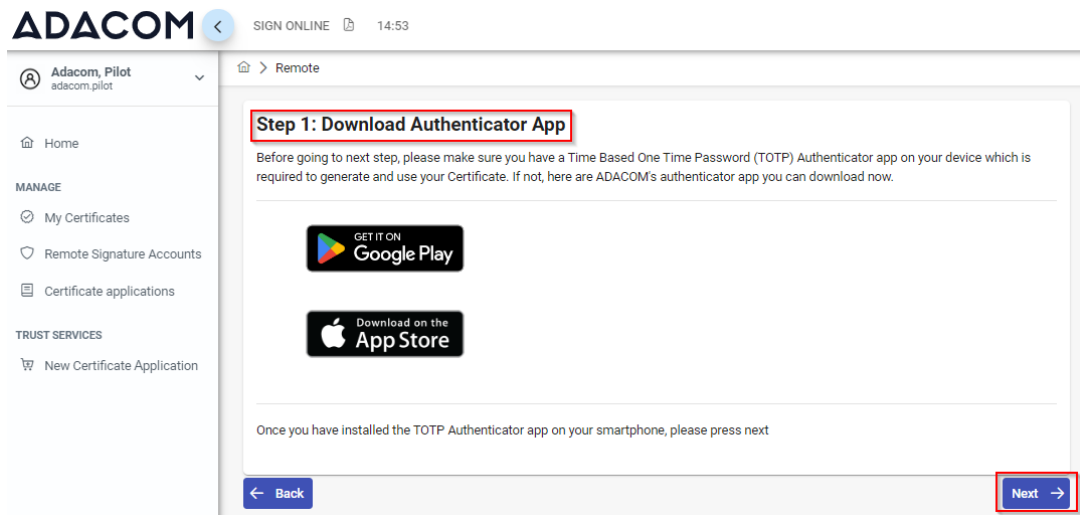 ADACOM
SIGN ONLINE 14:53
Adacom, Pilot
adacom.pilot
Home
MANAGE
My Certificates
Remote Signature Accounts
Certificate applications
TRUST SERVICES
New Certificate Application
Remote
Step 1: Download Authenticator App
Before going to next step, please make sure you have a Time Based One Time Password (TOTP) Authenticator app on your device which is
required to generate and use your Certificate. If not, here are ADACOM's authenticator app you can download now.
GET IT ON
Google Play
Download on the
App Store
Once you have installed the TOTP Authenticator app on your smartphone, please press next
Back
Next